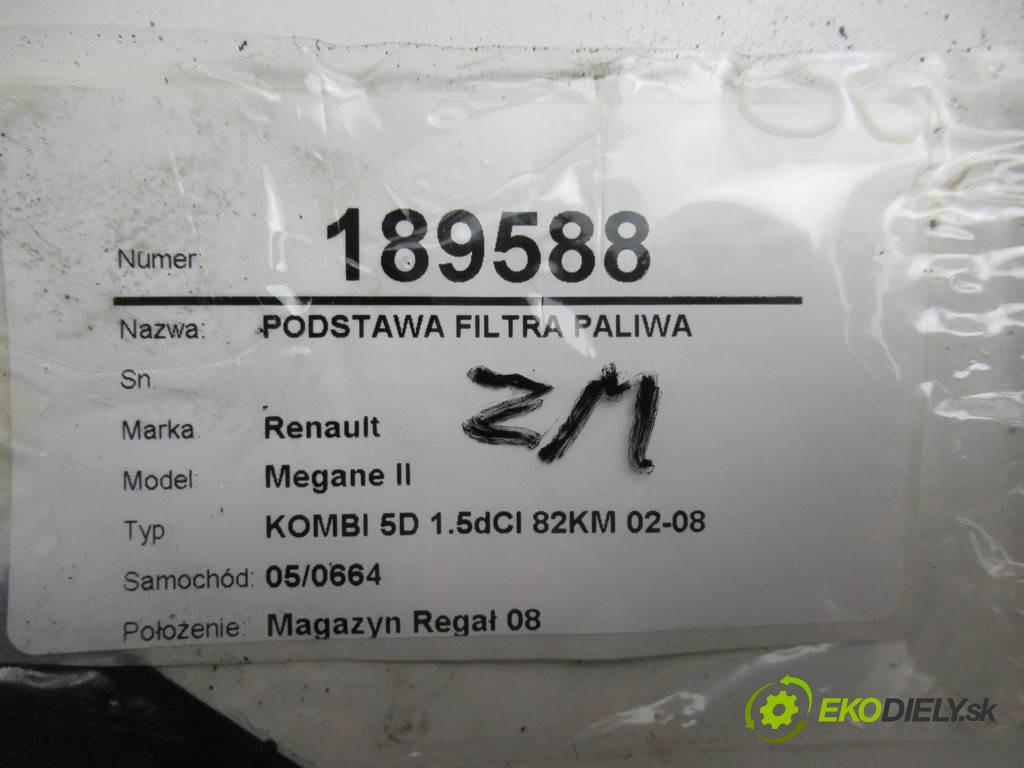 Numer: 189588
Nazwa: PODSTAWA FILTRA PALIWA
Sn
ZM
Marka Renault
Model: Megane II
Typ KOMBI 5D 1.5dCI 82KM 02-08
Samochód: 05/0664
Położenie: Magazyn Regał 08
EKODIELY.sk